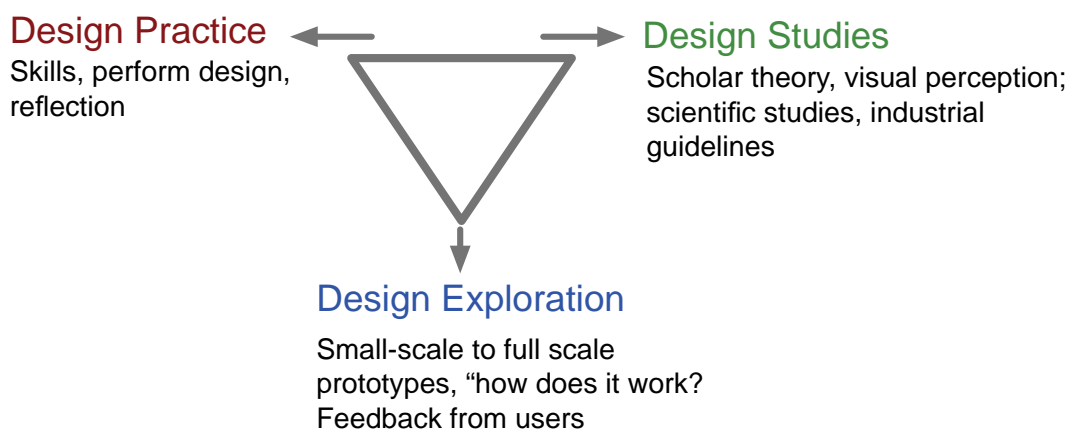 Design Practice
Skills, perform design,
reflection
Design Studies
Scholar theory, visual perception;
scientific studies, industrial
guidelines
Design Exploration
Small-scale to full scale
prototypes, “how does it work?
Feedback from users